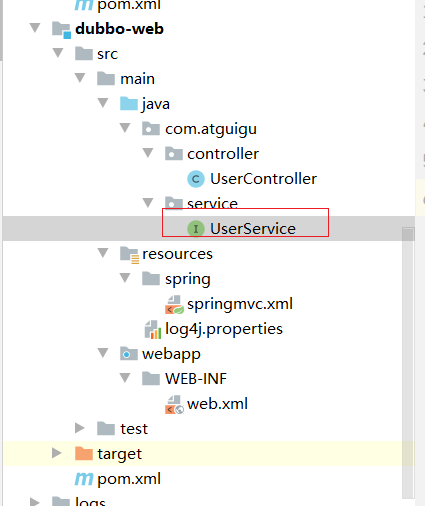 pom.xml
dubbo-web
src
main
java
com.atguigu
controller
C UserController
service
I UserService
resources
spring
springmvc.xml
log4j.properties
webapp
WEB-INF
web.xml
test
target
pom.xml
logs